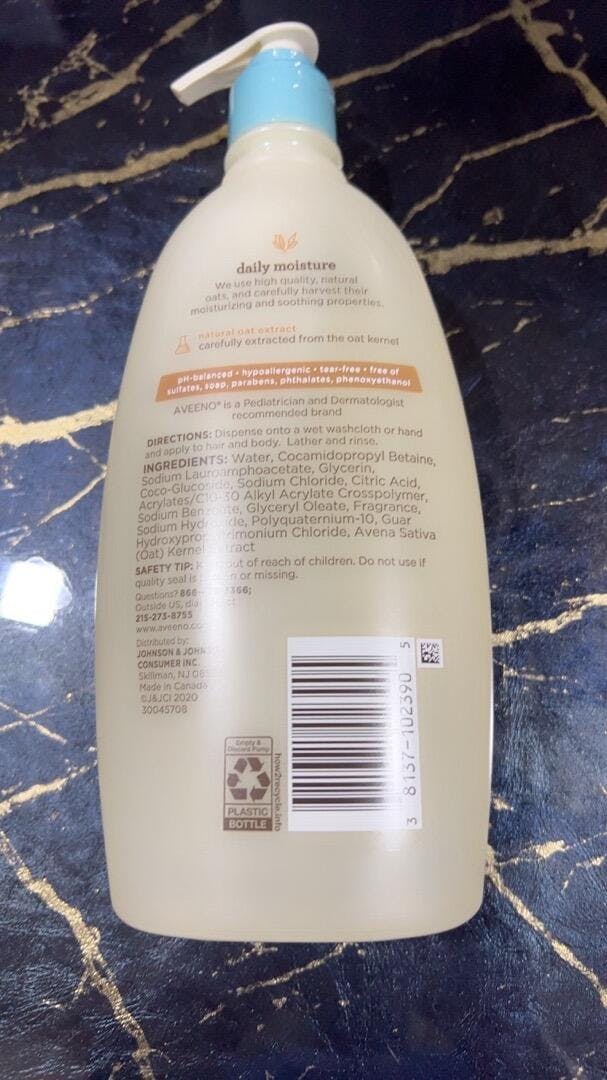 daily moisture
We use high quality, natural
oats, and carefully harvest their
moisturizing and soothing properties.
natural oat extract
carefully extracted from the oat kernel
pH-balanced • hypoallergenic • tear-free • free of
sulfates, soap, parabens, phthalates, phenoxyethanol
AVEENO® is a Pediatrician and Dermatologist
recommended brand
DIRECTIONS: Dispense onto a wet washcloth or hand
and apply to hair and body. Lather and rinse.
INGREDIENTS: Water, Cocamidopropyl Betaine,
Sodium Lauroamphoacetate, Glycerin,
Coco-Glucoside, Sodium Chloride, Citric Acid,
Acrylates/C10-30 Alkyl Acrylate Crosspolymer,
Sodium Benzoate, Glyceryl Oleate, Fragrance,
Sodium Hydroxide, Polyquaternium-10, Guar
Chloride, Avena Sativa
(Oat) Kernel Extract
SAFETY TIP: Keep out of reach of children. Do not use if
quality seal is or missing.
Questions?
Outside US,
215-273-8755
Distributed by:
JOHNSON & JOHNSON
CONSUMER INC.
Skillman, NJ
Made in Canada
©J&JCI 2020
30045708
Empty &
Discard Pump
PLASTIC
BOTTLE
how2recycle.info
3 8137-102390 5